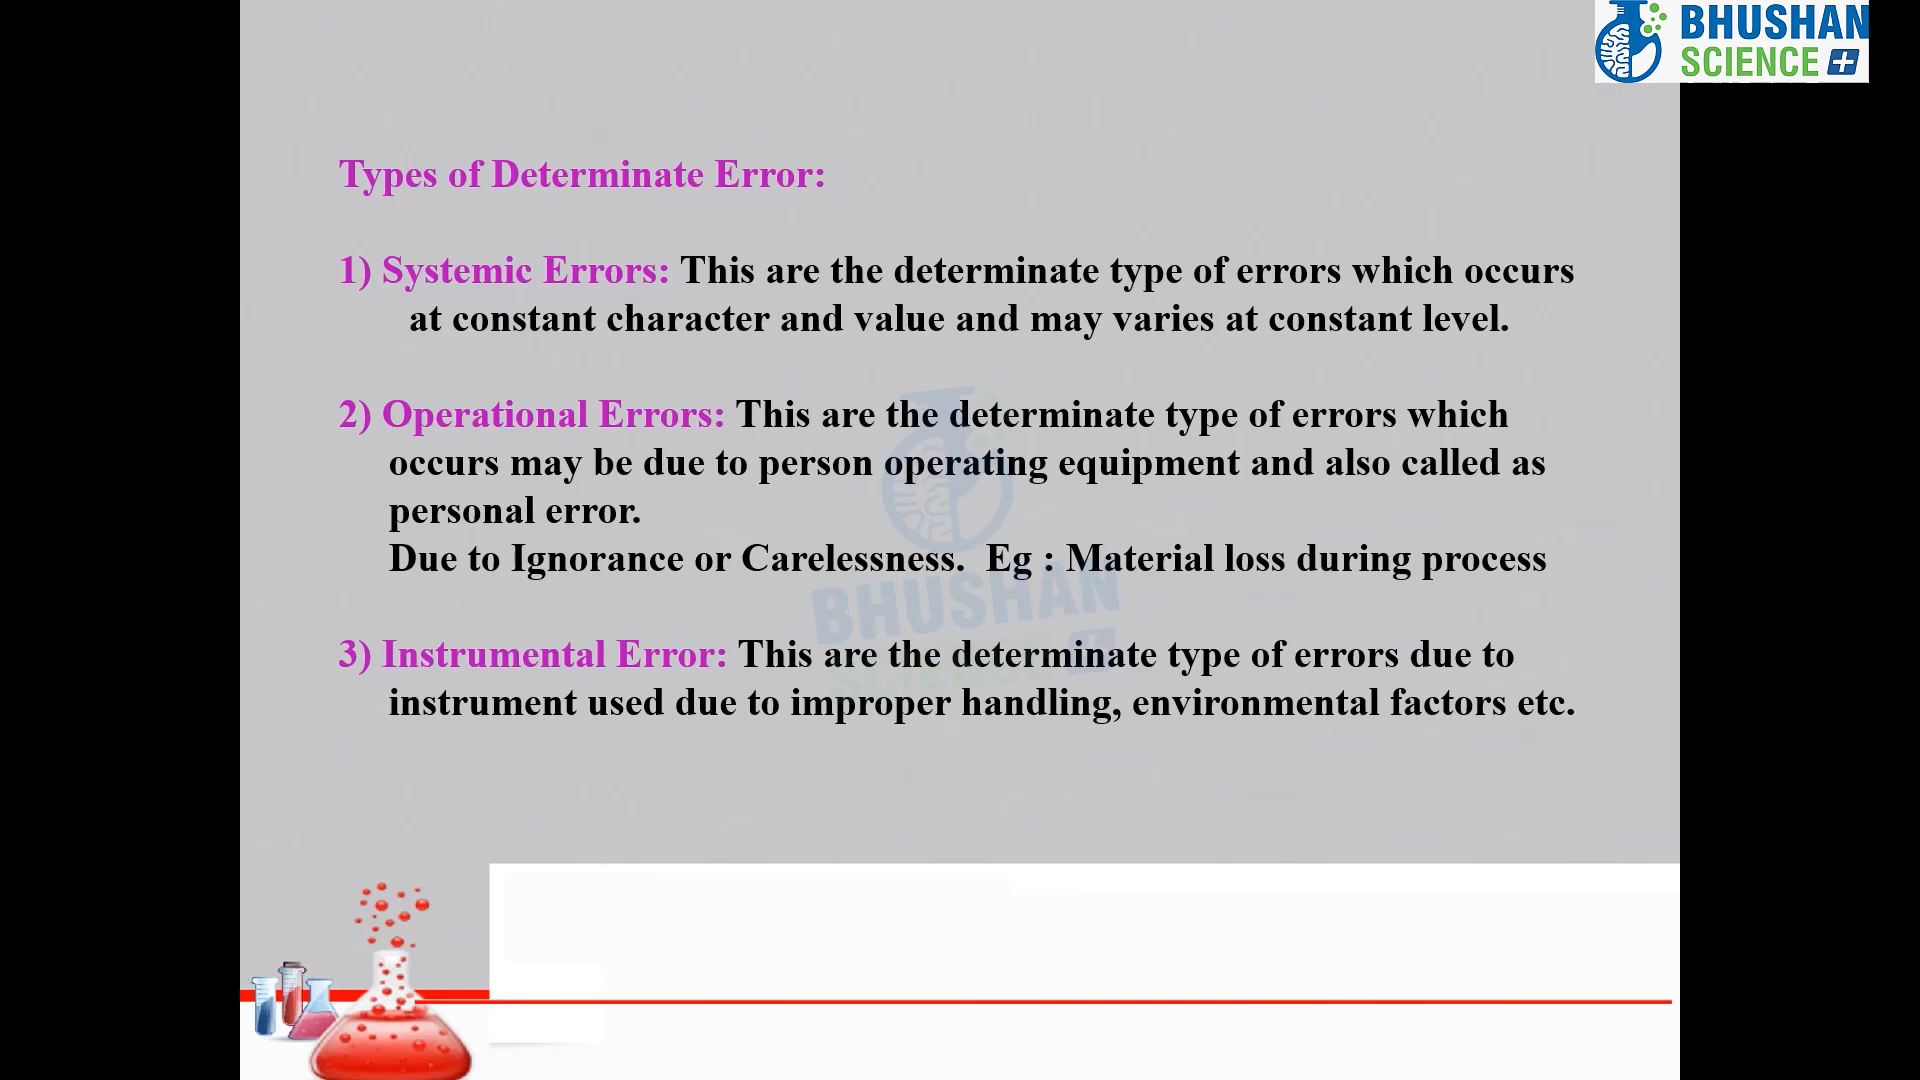 BHUSHAN
SCIENCE +
Types of Determinate Error:
1) Systemic Errors: This are the determinate type of errors which occurs
at constant character and value and may varies at constant level.
2) Operational Errors: This are the determinate type of errors which
occurs may be due to person operating equipment and also called as
personal error.
Due to Ignorance or Carelessness. Eg : Material loss during process
BHUSHAN
3) Instrumental Error: This are the determinate type of errors due to
SCIENCE +
instrument used due to improper handling, environmental factors etc.